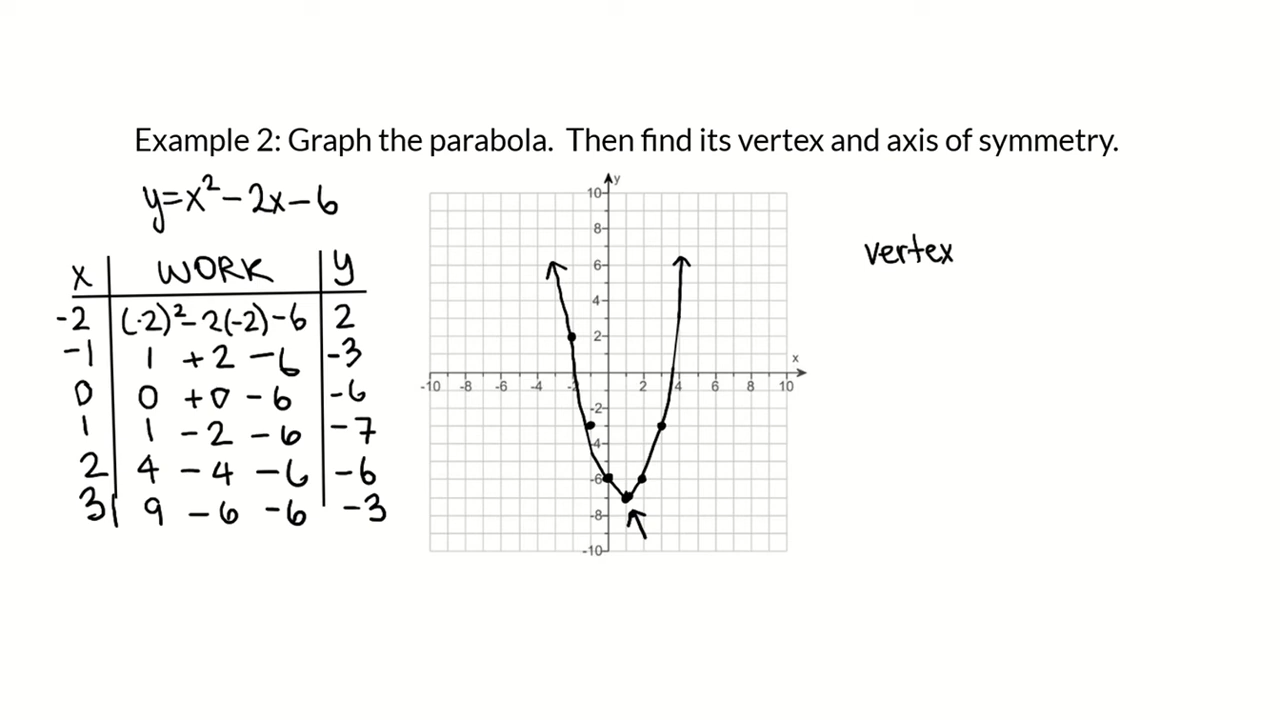 Example 2: Graph the parabola. Then find its vertex and axis of symmetry.
y=x²-2x-6
x | WORK | y
-2 | (-2)²-2(-2)-6 | 2
-1 | 1 +2 -6 | -3
0 | 0 +0 -6 | -6
1 | 1 -2 -6 | -7
2 | 4 -4 -6 | -6
3 | 9 -6 -6 | -3
y
10
8
6
4
2
x
-10 -8 -6 -4 -2 2 4 6 8 10
-2
-4
-6
-8
-10
vertex